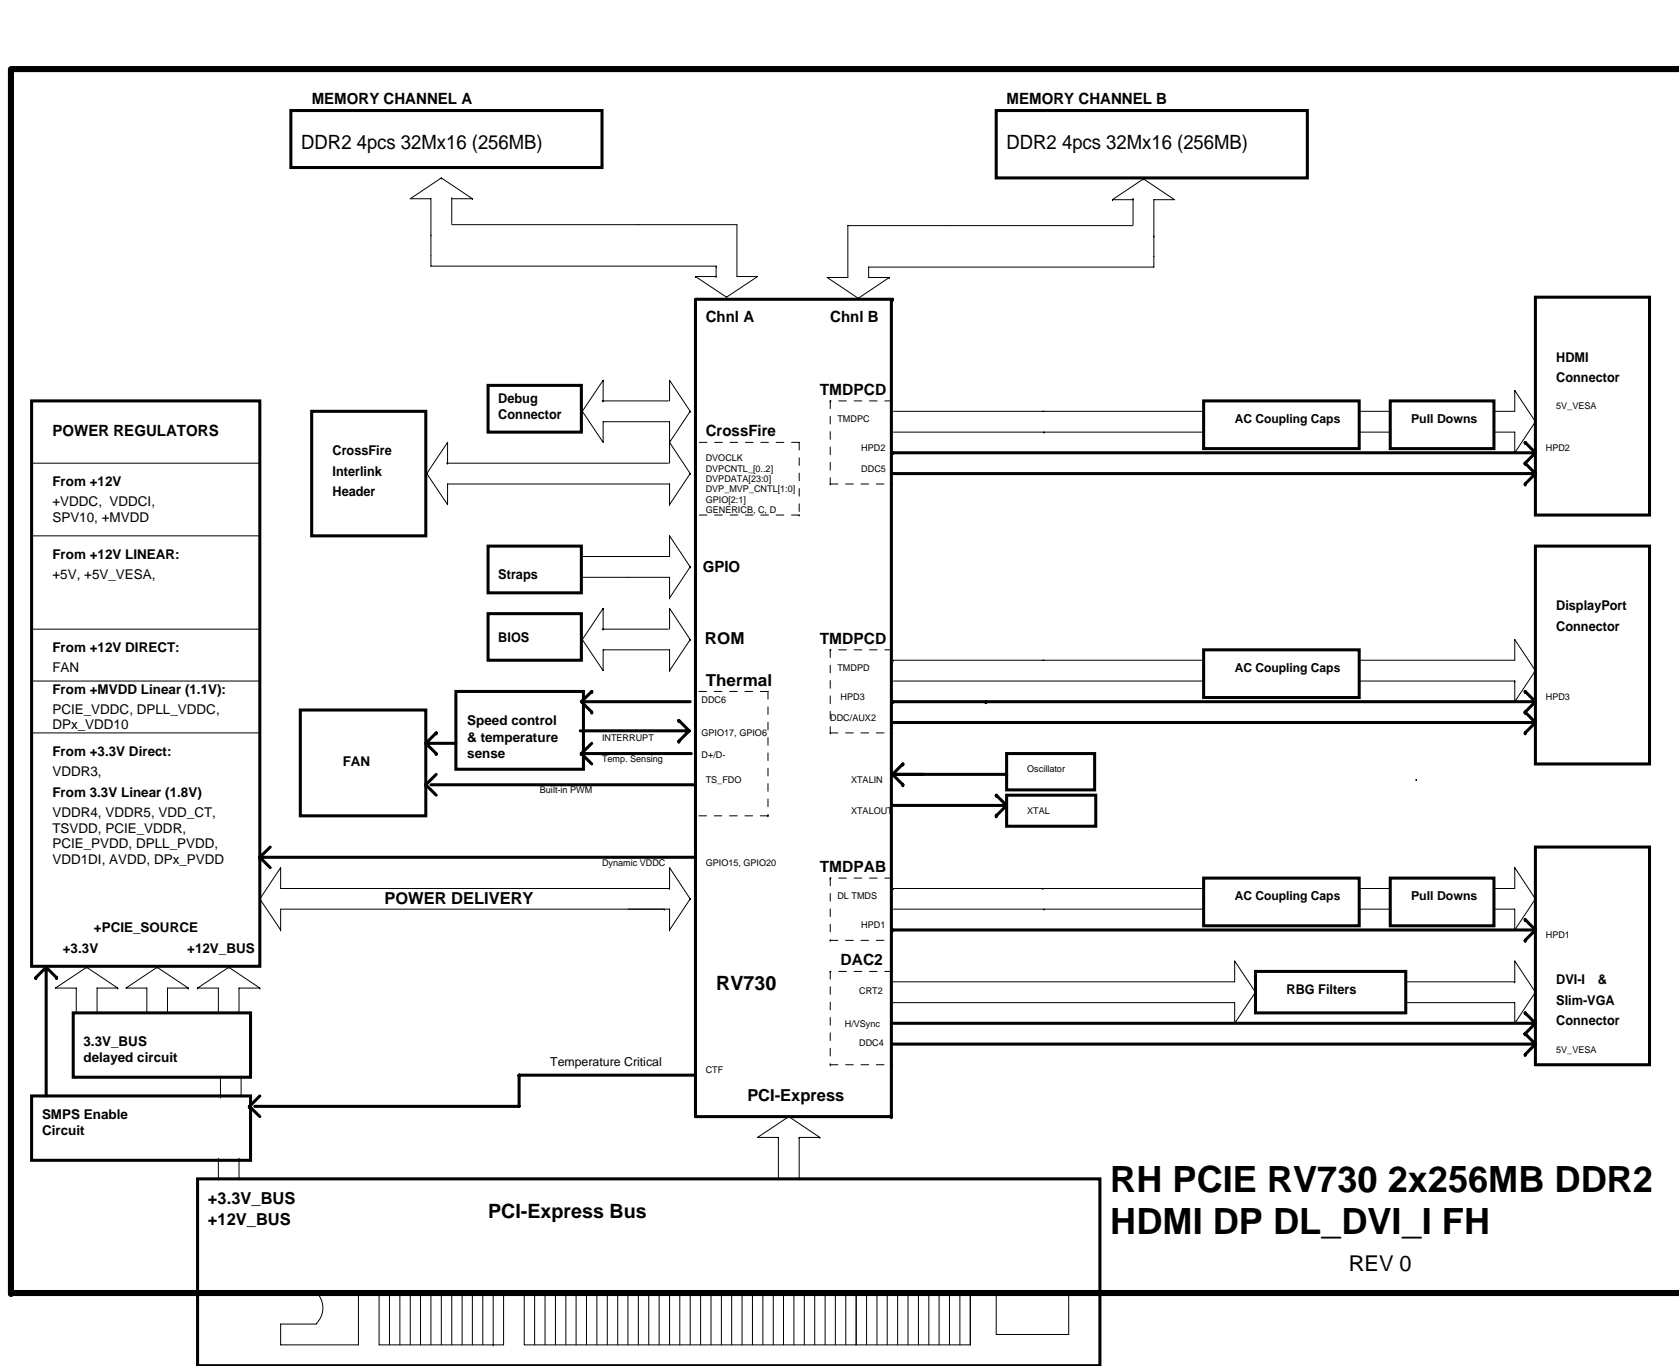 MEMORY CHANNEL A
DDR2 4pcs 32Mx16 (256MB)
MEMORY CHANNEL B
DDR2 4pcs 32Mx16 (256MB)
Chnl A
Chnl B
POWER REGULATORS
From +12V
+VDDC, VDDCI,
SPV10, +MVDD
From +12V LINEAR:
+5V, +5V_VESA,
From +12V DIRECT:
FAN
From +MVDD Linear (1.1V):
PCIE_VDDC, DPLL_VDDC,
DPx_VDD10
From +3.3V Direct:
VDDR3,
From 3.3V Linear (1.8V)
VDDR4, VDDR5, VDD_CT,
TSVDD, PCIE_VDDR,
PCIE_PVDD, DPLL_PVDD,
VDD1DI, AVDD, DPx_PVDD
+PCIE_SOURCE
+3.3V
+12V_BUS
3.3V_BUS
delayed circuit
SMPS Enable
Circuit
CrossFire
Interlink
Header
Debug
Connector
Straps
BIOS
Speed control
& temperature
sense
FAN
INTERRUPT
Temp. Sensing
Built-in PWM
Dynamic VDDC
POWER DELIVERY
Temperature Critical
CrossFire
DVOCLK
DVPCNTL_[0..2]
DVPDATA[23:0]
DVP_MVP_CNTL[1:0]
GPIO[2:1]
GENERICB, C, D
GPIO
ROM
Thermal
DDC6
GPIO17, GPIO6
D+/D-
TS_FDO
GPIO15, GPIO20
RV730
CTF
PCI-Express
TMDPCD
TMDPC
HPD2
DDC5
TMDPCD
TMDPD
HPD3
DDC/AUX2
XTALIN
XTALOUT
TMDPAB
DL TMDS
HPD1
DAC2
CRT2
H/VSync
DDC4
AC Coupling Caps
Pull Downs
HDMI
Connector
5V_VESA
HPD2
AC Coupling Caps
DisplayPort
Connector
HPD3
Oscillator
XTAL
AC Coupling Caps
Pull Downs
RBG Filters
HPD1
DVI-I &
Slim-VGA
Connector
5V_VESA
+3.3V_BUS
+12V_BUS
PCI-Express Bus
RH PCIE RV730 2x256MB DDR2
HDMI DP DL_DVI_I FH
REV 0